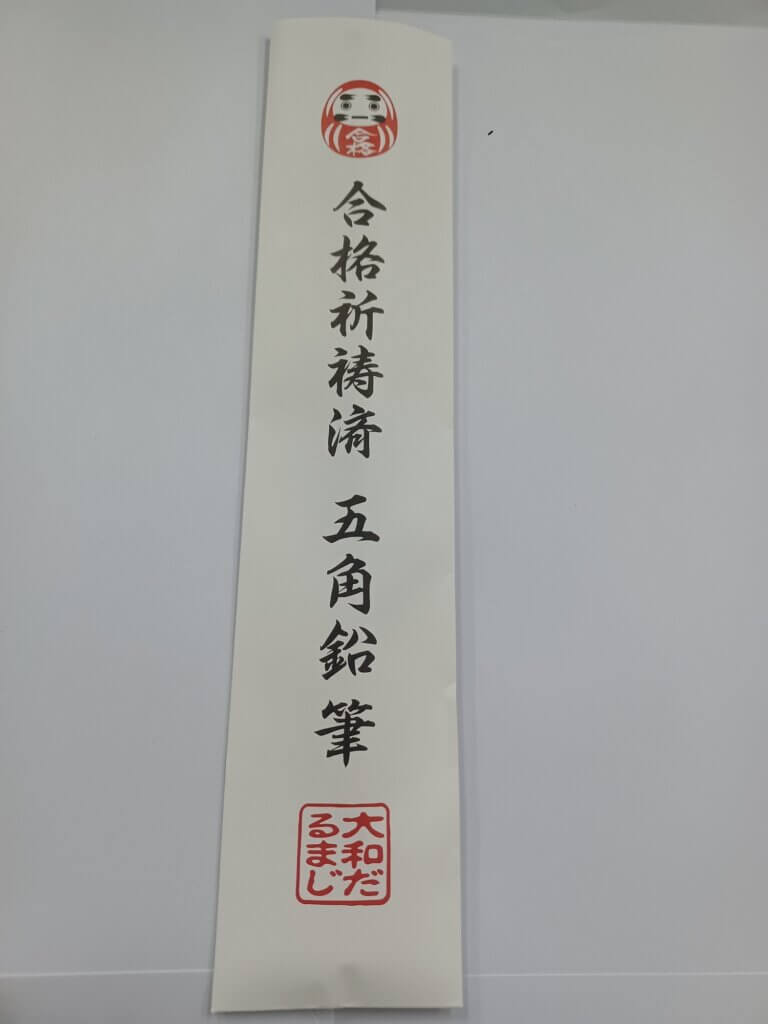 合格
合格祈祷済 五角鉛筆
大和だ
るまじ